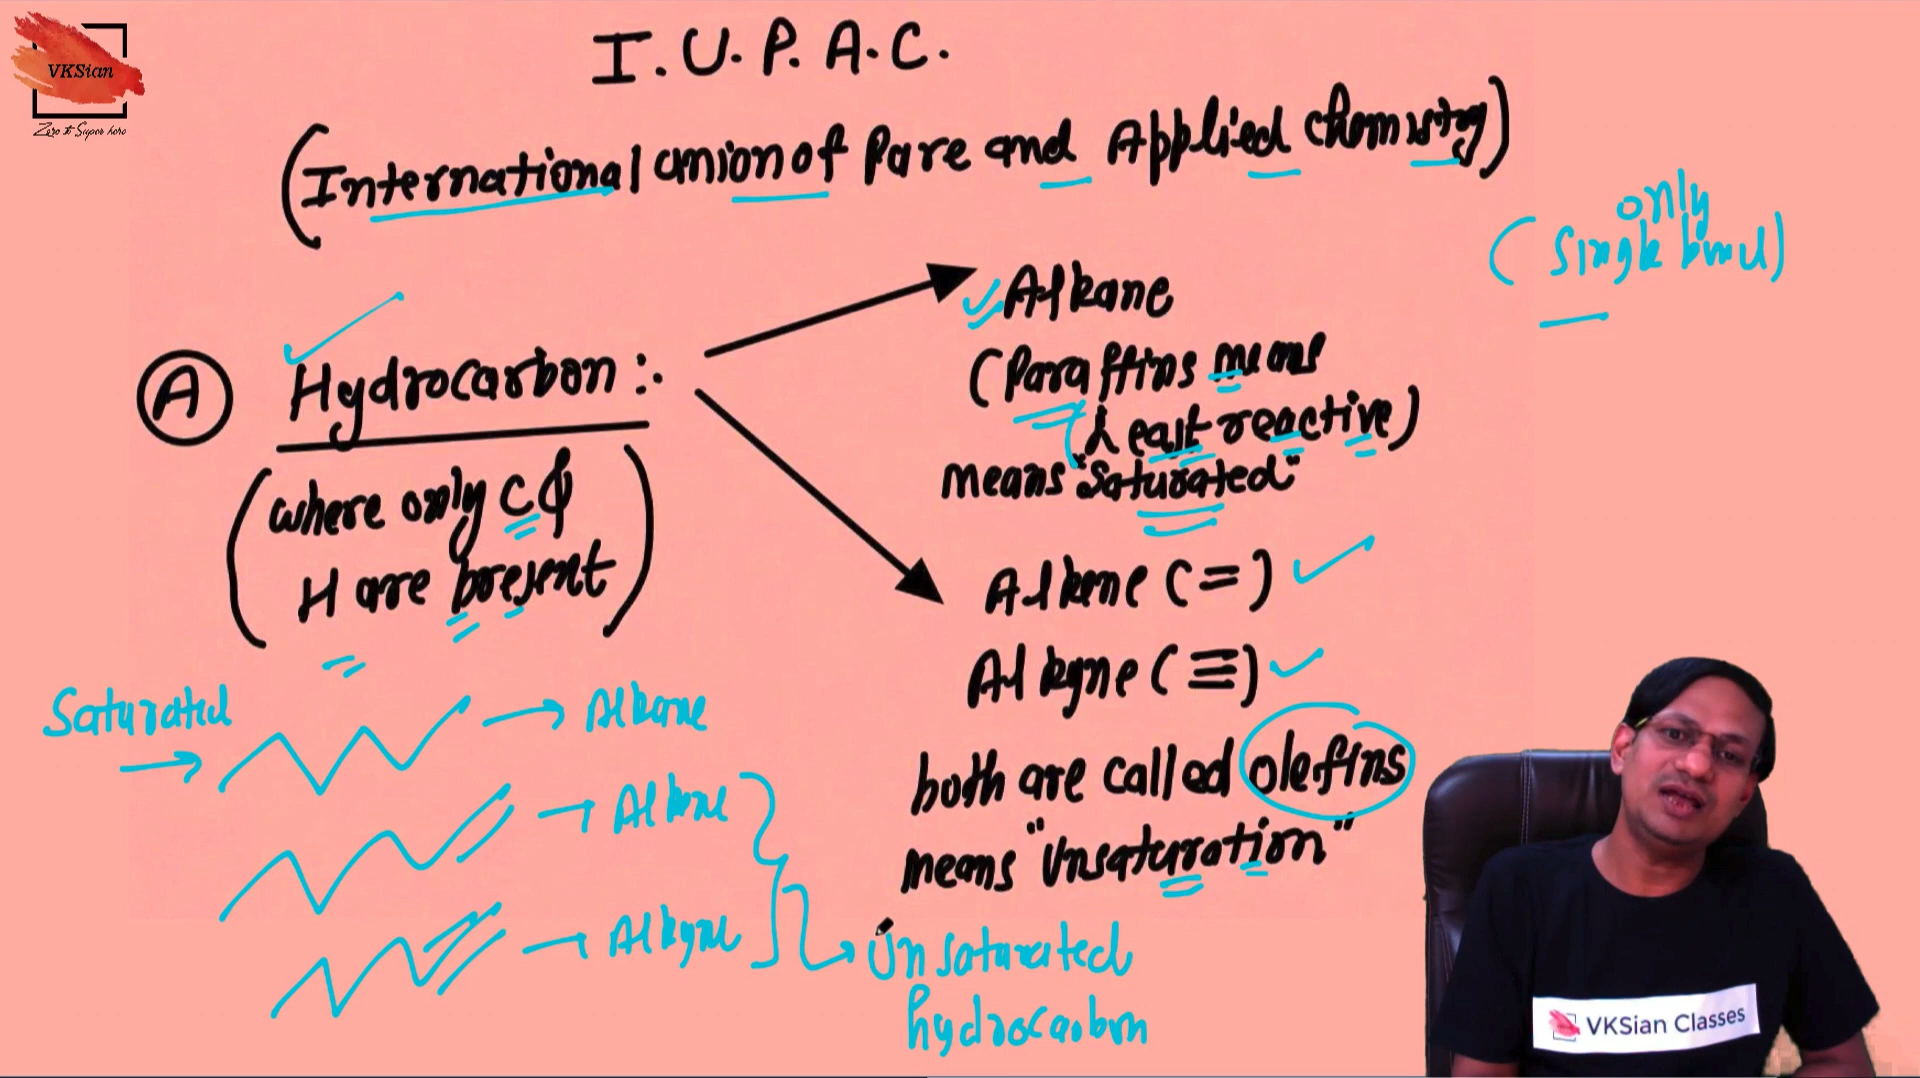 VKSian
Zero to Super hero
I.U.P.A.C.
(International union of Pure and Applied chemistry)
only
(single bond)
Alkane
(Paraffins means
(Least reactive)
means "Saturated"
A Hydrocarbon :-
(where only C &
H are present)
Alkene (=)
Alkyne (≡)
both are called olefins
means "Unsaturation"
Saturated
→ Alkane
→ Alkene
→ Alkyne
→ Unsaturated
hydrocarbon
VKSian Classes